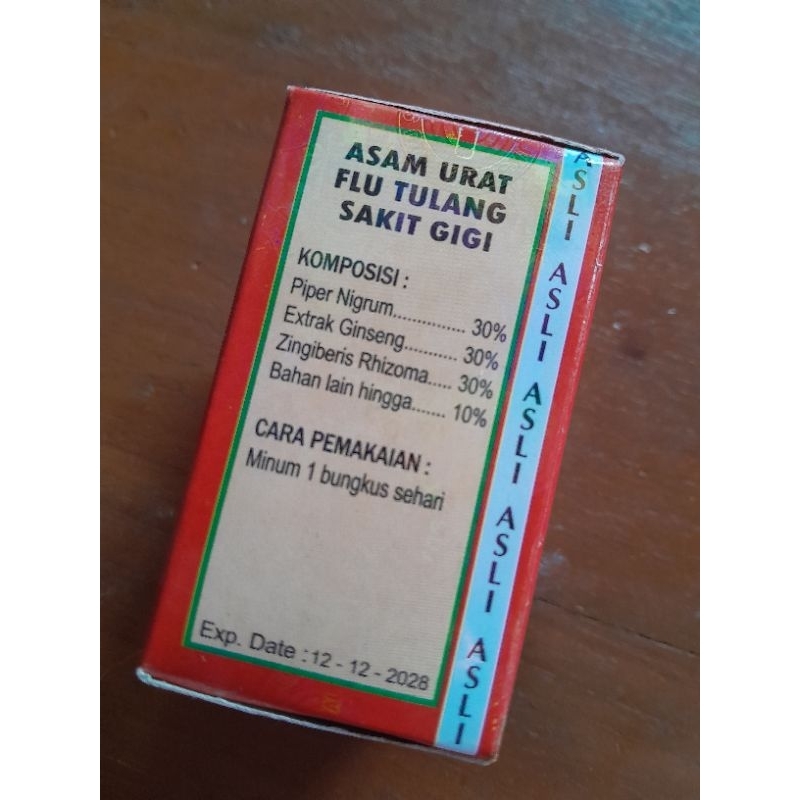 ASAM URAT
FLU TULANG
SAKIT GIGI
KOMPOSISI :
Piper Nigrum............... 30%
Extrak Ginseng........... 30%
Zingiberis Rhizoma..... 30%
Bahan lain hingga....... 10%
CARA PEMAKAIAN :
Minum 1 bungkus sehari
Exp. Date : 12 - 12 - 2028
ASLI ASLI ASLI ASLI ASLI